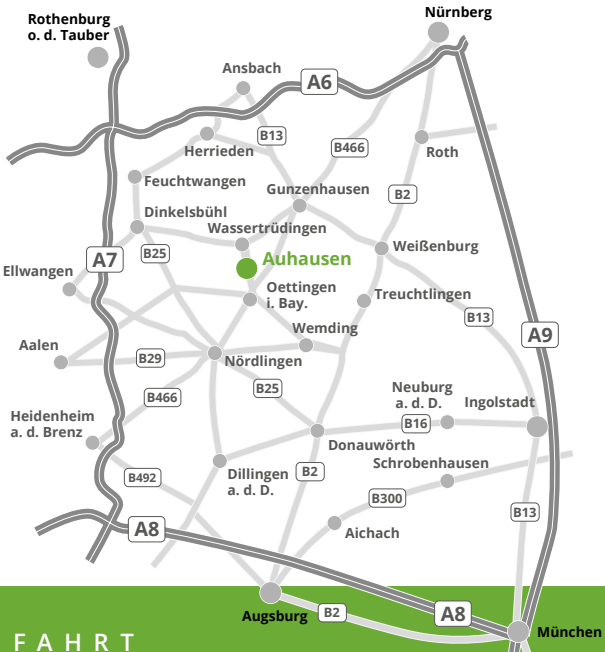 Nürnberg
Rothenburg
o. d. Tauber
Ansbach
A6
B13
Herrieden
B466
Roth
Feuchtwangen
Gunzenhausen
B2
Dinkelsbühl
Wassertrüdingen
Weißenburg
A7
B25
Auhausen
Ellwangen
Oettingen
i. Bay.
Treuchtlingen
B13
Wemding
A9
Aalen
B29
Nördlingen
B25
B466
Neuburg
a. d. D.
Ingolstadt
Heidenheim
a. d. Brenz
B16
Donauwörth
Schrobenhausen
B492
Dillingen
a. d. D.
B2
B300
B13
A8
Aichach
Augsburg
B2
A8
München
FAHRT